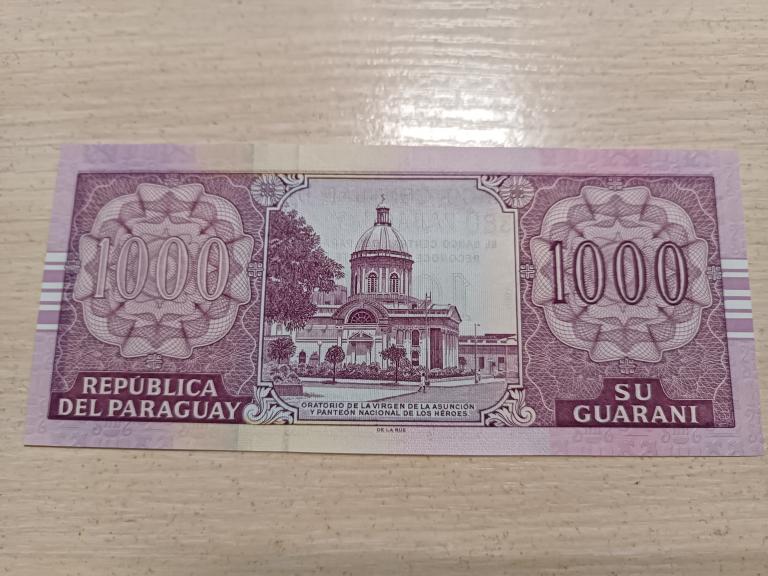 1000
1000
REPÚBLICA
DEL PARAGUAY
ORATORIO DE LA VIRGEN DE LA ASUNCIÓN
Y PANTEÓN NACIONAL DE LOS HÉROES.
SU
GUARANI
DE LA RUE